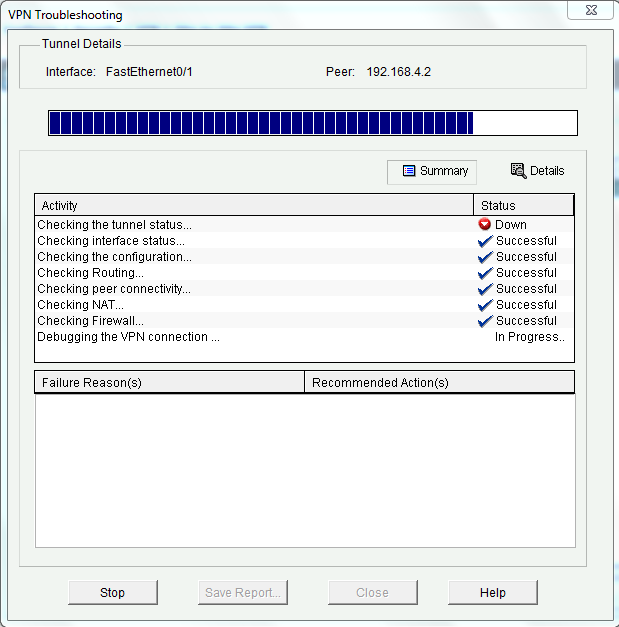 VPN Troubleshooting
Tunnel Details
Interface: FastEthernet0/1 Peer: 192.168.4.2
Summary Details
Activity Status
Checking the tunnel status... Down
Checking interface status... Successful
Checking the configuration... Successful
Checking Routing... Successful
Checking peer connectivity... Successful
Checking NAT... Successful
Checking Firewall... Successful
Debugging the VPN connection ... In Progress..
Failure Reason(s) Recommended Action(s)
Stop Save Report... Close Help